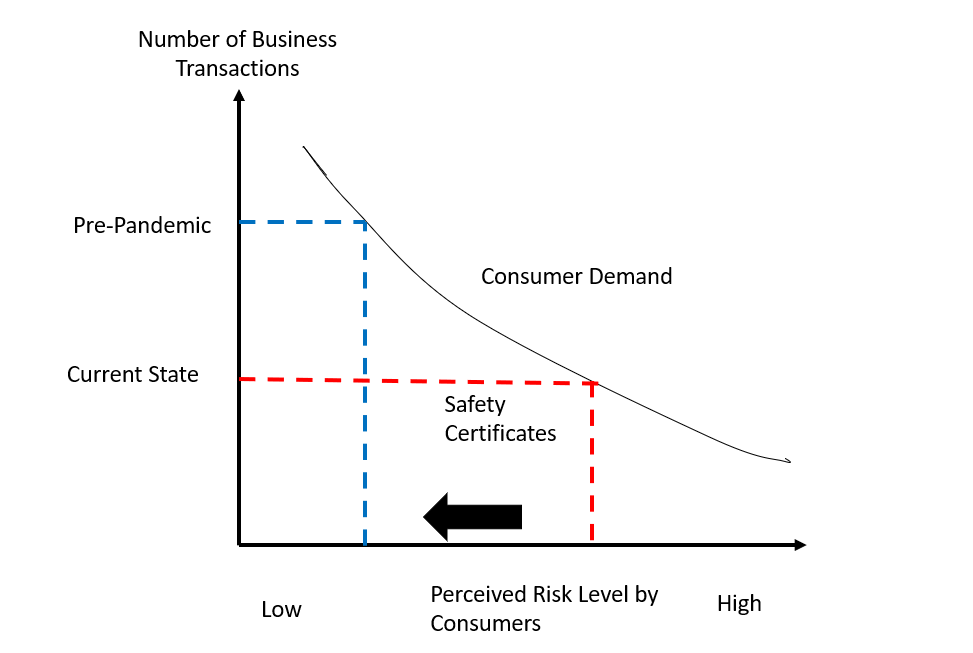 Number of Business
Transactions
Pre-Pandemic
Consumer Demand
Current State
Safety
Certificates
Low
Perceived Risk Level by
Consumers
High